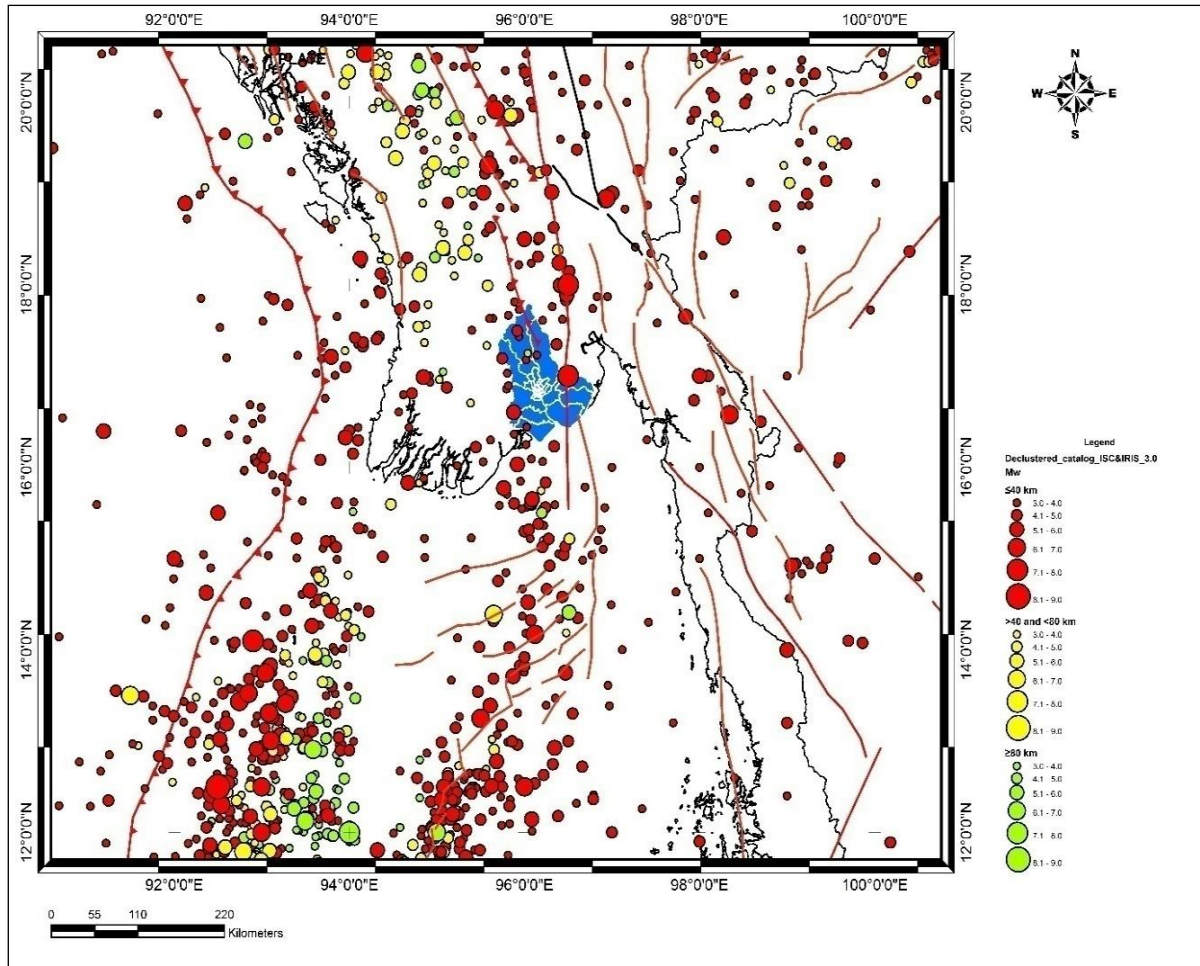 92°0'0"E 94°0'0"E 96°0'0"E 98°0'0"E 100°0'0"E
PLATE
N
W E
S
20°0'0"N 20°0'0"N
18°0'0"N 18°0'0"N
16°0'0"N 16°0'0"N
14°0'0"N 14°0'0"N
12°0'0"N 12°0'0"N
92°0'0"E 94°0'0"E 96°0'0"E 98°0'0"E 100°0'0"E
0 55 110 220
Kilometers
Legend
Declustered_catalog_ISC&IRIS_3.0
Mw
≤40 km
3.0 - 4.0
4.1 - 5.0
5.1 - 6.0
6.1 - 7.0
7.1 - 8.0
8.1 - 9.0
>40 and <80 km
3.0 - 4.0
4.1 - 5.0
5.1 - 6.0
6.1 - 7.0
7.1 - 8.0
8.1 - 9.0
≥80 km
3.0 - 4.0
4.1 - 5.0
5.1 - 6.0
6.1 - 7.0
7.1 - 8.0
8.1 - 9.0